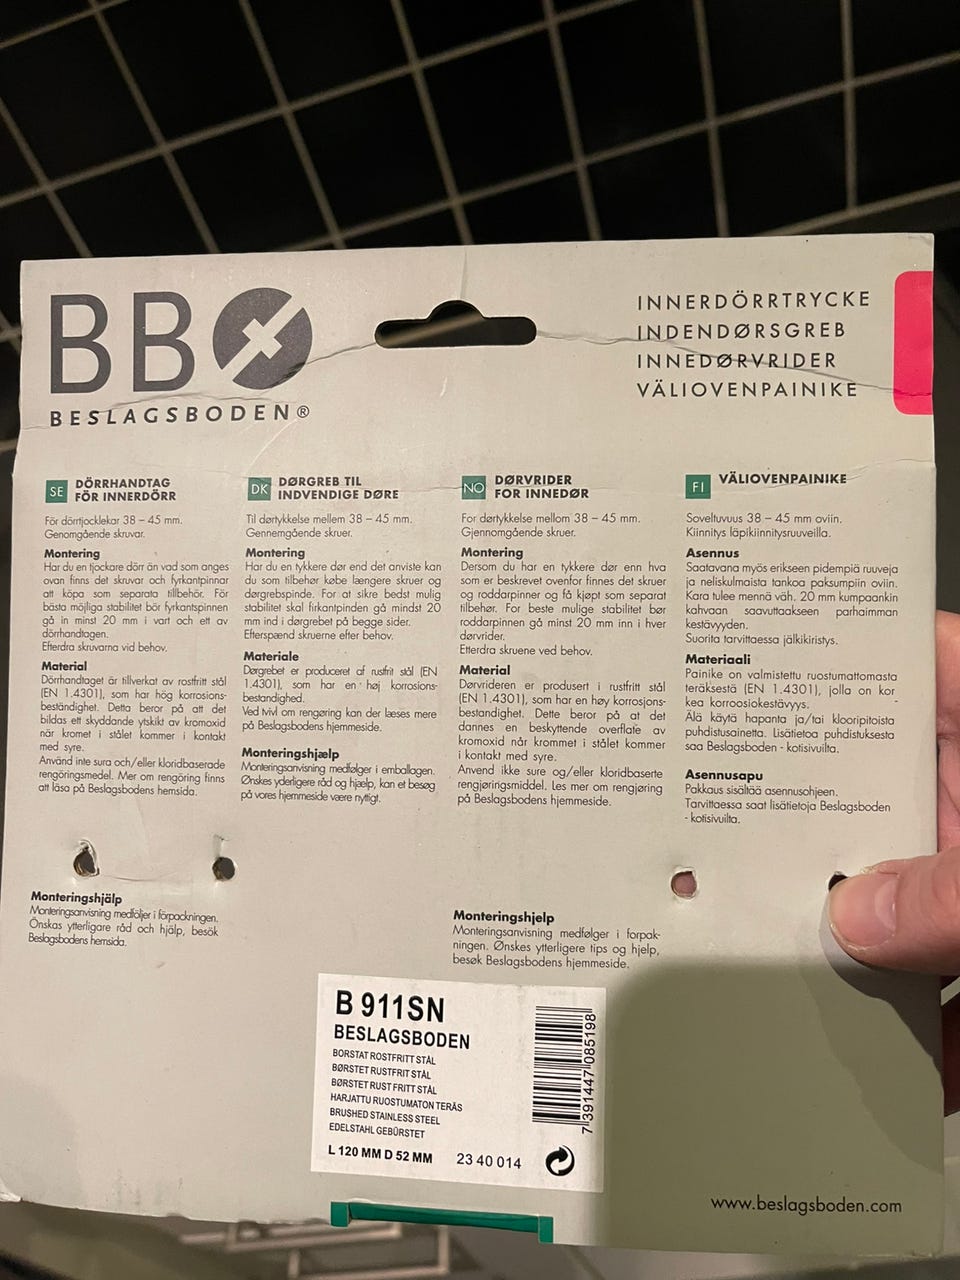 BB
BESLAGSBODEN®
INNERDÖRRTRYCKE
INDENDØRSGREB
INNEDØRVRIDER
VÄLIOVENPAINIKE
SE DÖRRHANDTAG
FÖR INNERDÖRR
För dörrtjocklekar 38 – 45 mm.
Genomgående skruvar.
Montering
Har du en tjockare dörr än vad som anges
ovan finns det skruvar och fyrkantpinnar
att köpa som separata tillbehör. För
bästa möjliga stabilitet bör fyrkantspinnen
gå in minst 20 mm i vart och ett av
dörrhandtagen.
Efterdra skruvarna vid behov.
Material
Dörrhandtaget är tillverkat av rostfritt stål
(EN 1.4301), som har hög korrosions-
beständighet. Detta beror på att det
bildas ett skyddande ytskikt av kromoxid
när kromet i stålet kommer i kontakt
med syre.
Använd inte sura och/eller kloridbaserade
rengöringsmedel. Mer om rengöring finns
att läsa på Beslagsbodens hemsida.
Monteringshjälp
Monteringsanvisning medföljer i förpackningen.
Önskas ytterligare råd och hjälp, besök
Beslagsbodens hemsida.
DK DØRGREB TIL
INDVENDIGE DØRE
Til dørtykkelse mellem 38 – 45 mm.
Gennemgående skruer.
Montering
Har du en tykkere dør end det anviste kan
du som tilbehør købe længere skruer og
dørgrebspinde. For at sikre bedst mulig
stabilitet skal firkantpinden gå mindst 20
mm ind i dørgrebet på begge sider.
Efterspænd skruerne efter behov.
Materiale
Dørgrebet er produceret af rustfrit stål (EN
1.4301), som har en høj korrosions-
bestandighed.
Ved tvivl om rengøring kan der læses mere
på Beslagsboden hjemmeside.
Monteringshjælp
Monteringsanvisning medfølger i emballagen.
Ønskes yderligere råd og hjælp, kan et besøg
på vores hjemmeside være nyttigt.
NO DØRVRIDER
FOR INNEDØR
For dørtykkelse mellom 38 – 45 mm.
Gjennomgående skruer.
Montering
Dersom du har en tykkere dør enn hva
som er beskrevet ovenfor finnes det skruer
og roddarpinner og få kjøpt som separat
tilbehør. For beste mulige stabilitet bør
roddarpinnen gå minst 20 mm inn i hver
dørvrider.
Etterdra skruene ved behov.
Material
Dørvrideren er produsert i rustfritt stål
(EN 1.4301), som har en høy korrosjons-
bestandighet. Dette beror på at det
dannes en beskyttende overflate av
kromoxid når krommet i stålet kommer
i kontakt med syre.
Anvend ikke sure og/eller kloridbaserte
rengjøringsmiddel. Les mer om rengjøring
på Beslagsboden hjemmeside.
Monteringshjelp
Monteringsanvisning medfølger i forpak-
ningen. Ønskes ytterligere tips og hjelp,
besøk Beslagsbodens hjemmeside.
FI VÄLIOVENPAINIKE
Soveltuvuus 38 – 45 mm oviin.
Kiinnitys läpikiinnitysruuveilla.
Asennus
Saatavana myös erikseen pidempiä ruuveja
ja neliskulmaista tankoa paksumpiin oviin.
Kara tulee mennä väh. 20 mm kumpaankin
kahvaan saavuttaakseen parhaimman
kestävyyden.
Suorita tarvittaessa jälkikiristys.
Materiaali
Painike on valmistettu ruostumattomasta
teräksestä (EN 1.4301), jolla on kor
kea korroosiokestävyys.
Älä käytä hapanta ja/tai klooripitoista
puhdistusainetta. Lisätietoa puhdistuksesta
saa Beslagsboden - kotisivuilta.
Asennusapu
Pakkaus sisältää asennusohjeen.
Tarvittaessa saat lisätietoja Beslagsboden
- kotisivuilta.
B 911SN
BESLAGSBODEN
BORSTAT ROSTFRITT STÅL
BØRSTET RUSTFRIT STÅL
BØRSTET RUST FRITT STÅL
HARJATTU RUOSTUMATON TERÄS
BRUSHED STAINLESS STEEL
EDELSTAHL GEBÜRSTET
L 120 MM D 52 MM 23 40 014
7 391447 085198
www.beslagsboden.com